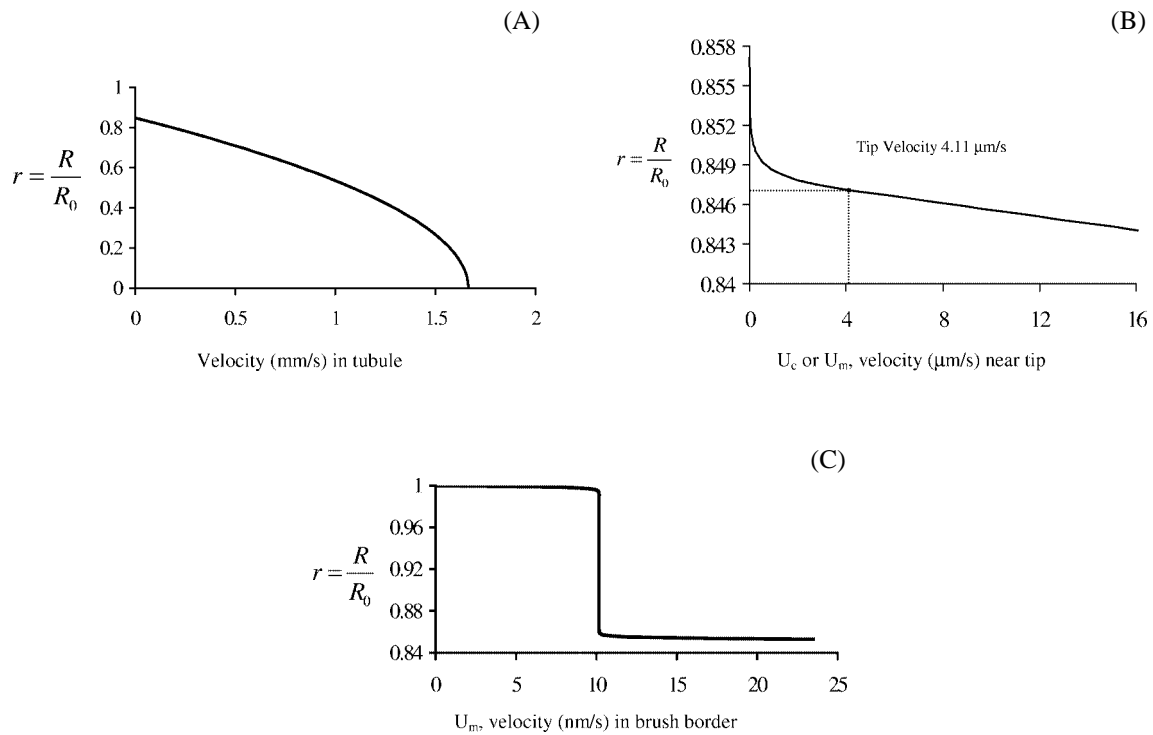 (A)
1
0.8
0.6
0.4
0.2
0
r = R/R₀
0 0.5 1 1.5 2
Velocity (mm/s) in tubule
(B)
0.858
0.855
0.852
0.849
0.846
0.843
0.84
r = R/R₀
Tip Velocity 4.11 μm/s
0 4 8 12 16
U_c or U_m, velocity (μm/s) near tip
(C)
1
0.96
0.92
0.88
0.84
r = R/R₀
0 5 10 15 20 25
U_m, velocity (nm/s) in brush border